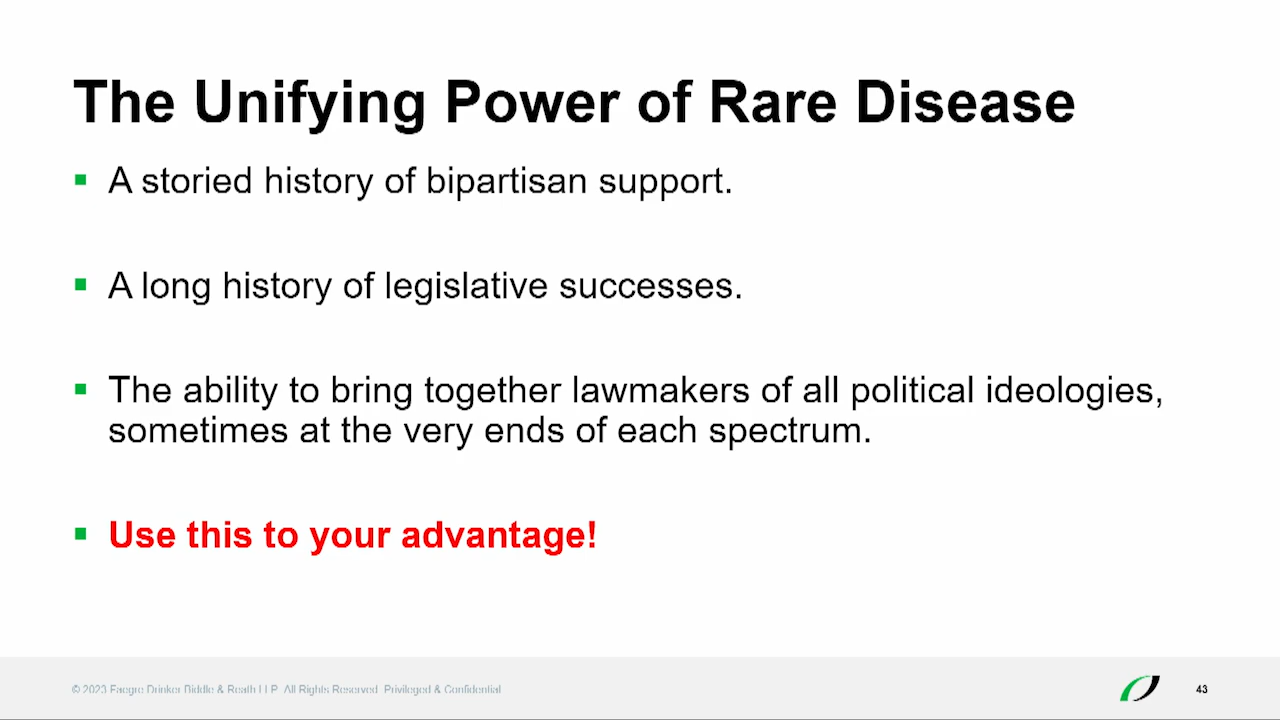 The Unifying Power of Rare Disease
A storied history of bipartisan support.
A long history of legislative successes.
The ability to bring together lawmakers of all political ideologies,
sometimes at the very ends of each spectrum.
Use this to your advantage!
© 2023 Faegre Drinker Biddle & Reath LLP. All Rights Reserved. Privileged & Confidential
43